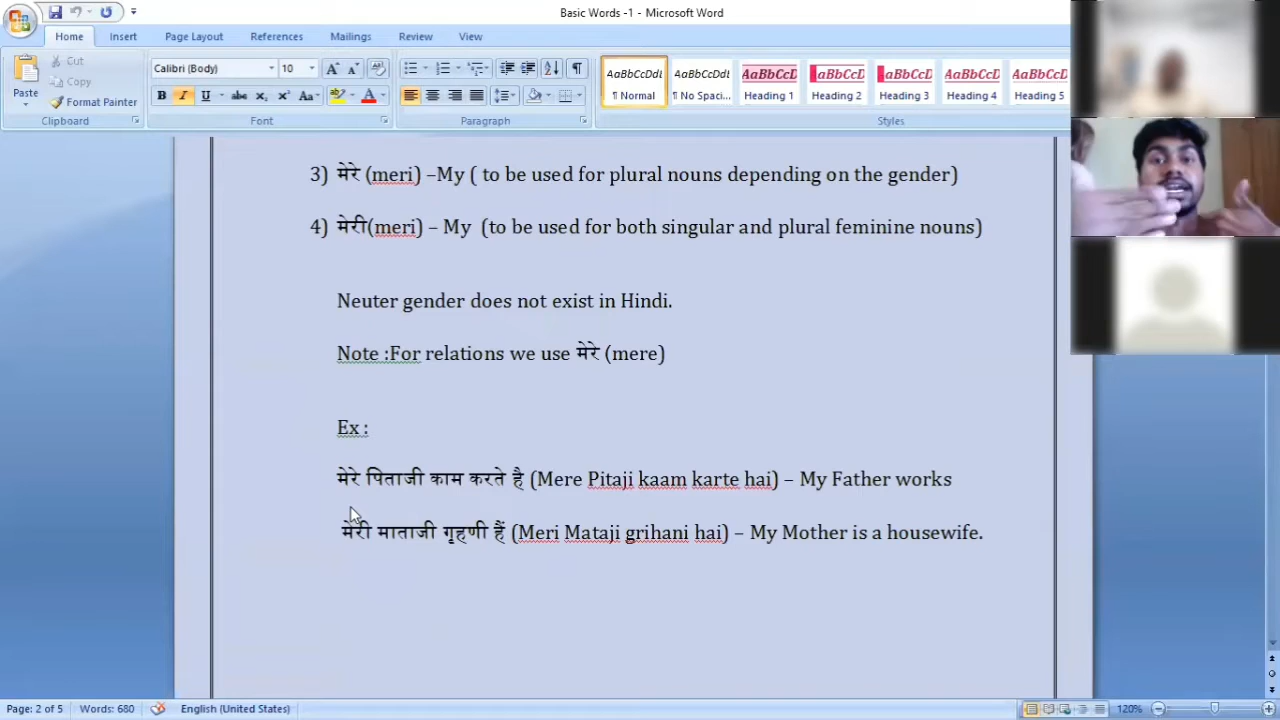 Basic Words -1 - Microsoft Word
Home Insert Page Layout References Mailings Review View
Cut
Copy
Format Painter
Paste
Clipboard
Calibri (Body) 10
Font
Paragraph
AaBbCcDdI AaBbCcDdI AaBbCcD AaBbCcD AaBbCcD AaBbCcD AaBbCcD
¶ Normal ¶ No Spaci... Heading 1 Heading 2 Heading 3 Heading 4 Heading 5
Styles
3) मेरे (meri) –My ( to be used for plural nouns depending on the gender)
4) मेरी(meri) – My (to be used for both singular and plural feminine nouns)
Neuter gender does not exist in Hindi.
Note :For relations we use मेरे (mere)
Ex :
मेरे पिताजी काम करते है (Mere Pitaji kaam karte hai) – My Father works
मेरी माताजी गृहणी हैं (Meri Mataji grihani hai) – My Mother is a housewife.
Page: 2 of 5 Words: 680 English (United States) 120%